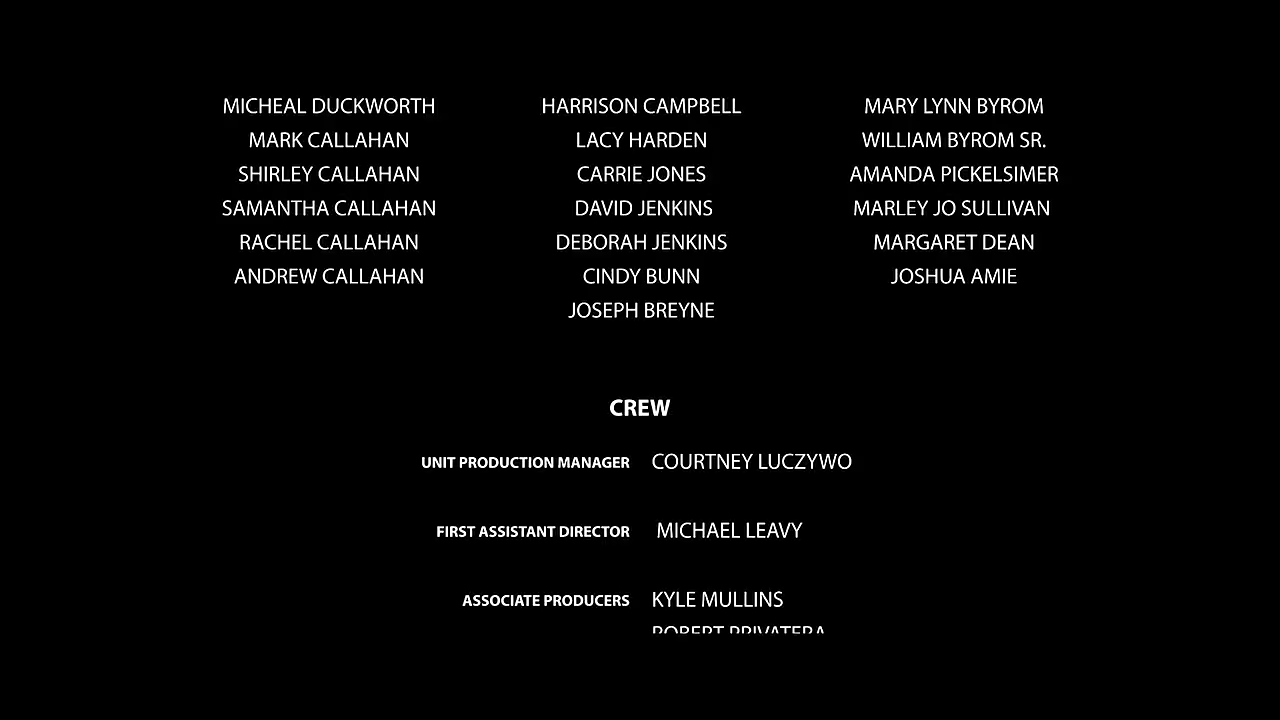 MICHEAL DUCKWORTH HARRISON CAMPBELL MARY LYNN BYROM
MARK CALLAHAN LACY HARDEN WILLIAM BYROM SR.
SHIRLEY CALLAHAN CARRIE JONES AMANDA PICKELSIMER
SAMANTHA CALLAHAN DAVID JENKINS MARLEY JO SULLIVAN
RACHEL CALLAHAN DEBORAH JENKINS MARGARET DEAN
ANDREW CALLAHAN CINDY BUNN JOSHUA AMIE
JOSEPH BREYNE
CREW
UNIT PRODUCTION MANAGER COURTNEY LUCZYWO
FIRST ASSISTANT DIRECTOR MICHAEL LEAVY
ASSOCIATE PRODUCERS KYLE MULLINS
ROBERT PRIVATERA